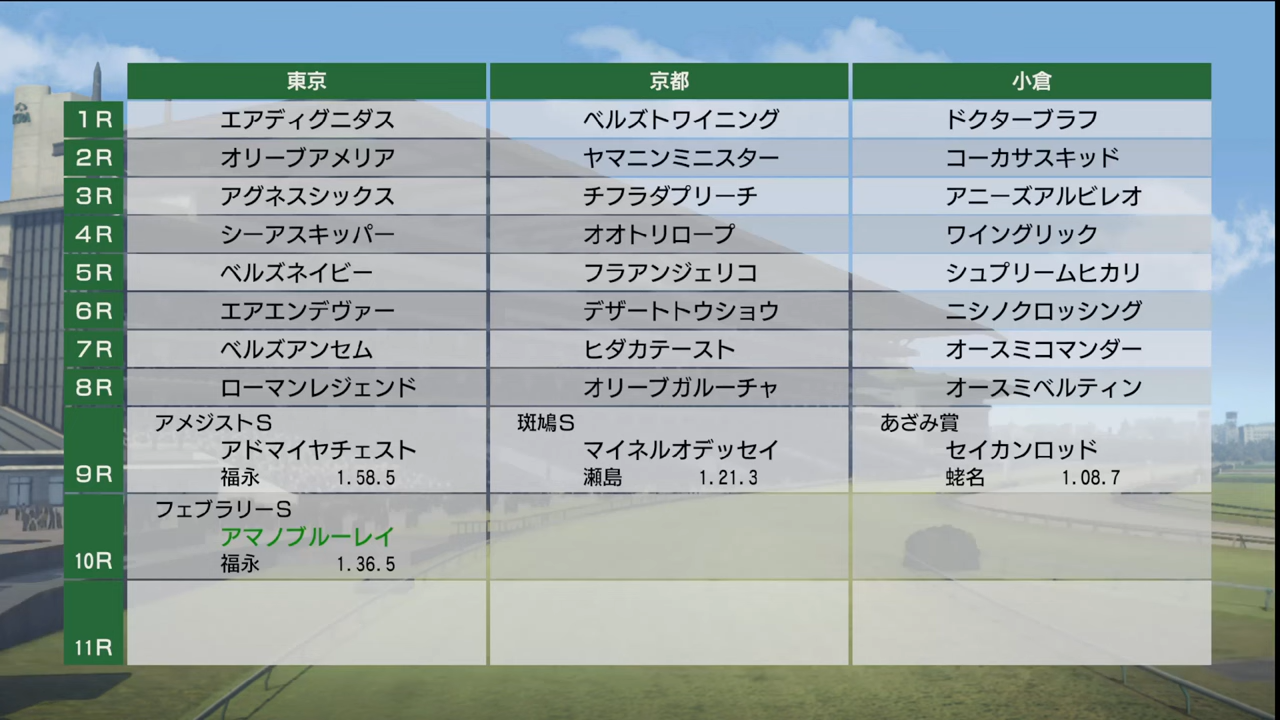 東京 京都 小倉
1R エアディグニダス ベルズトワイニング ドクターブラフ
2R オリーブアメリア ヤマニンミニスター コーカサスキッド
3R アグネスシックス チフラダプリーチ アニーズアルビレオ
4R シーアスキッパー オオトリロープ ワイングリック
5R ベルズネイビー フラアンジェリコ シュプリームヒカリ
6R エアエンデヴァー デザートトウショウ ニシノクロッシング
7R ベルズアンセム ヒダカテースト オースミコマンダー
8R ローマンレジェンド オリーブガルーチャ オースミベルティン
アメジストS 斑鳩S あざみ賞
アドマイヤチェスト マイネルオデッセイ セイカンロッド
9R 福永 1.58.5 瀬島 1.21.3 蛯名 1.08.7
フェブラリーS
アマノブルーレイ
10R 福永 1.36.5
11R